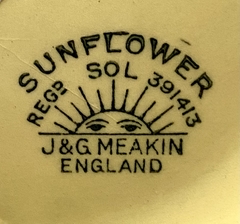 SUNFLOWER
SOL
REGD 391413
J&G MEAKIN
ENGLAND